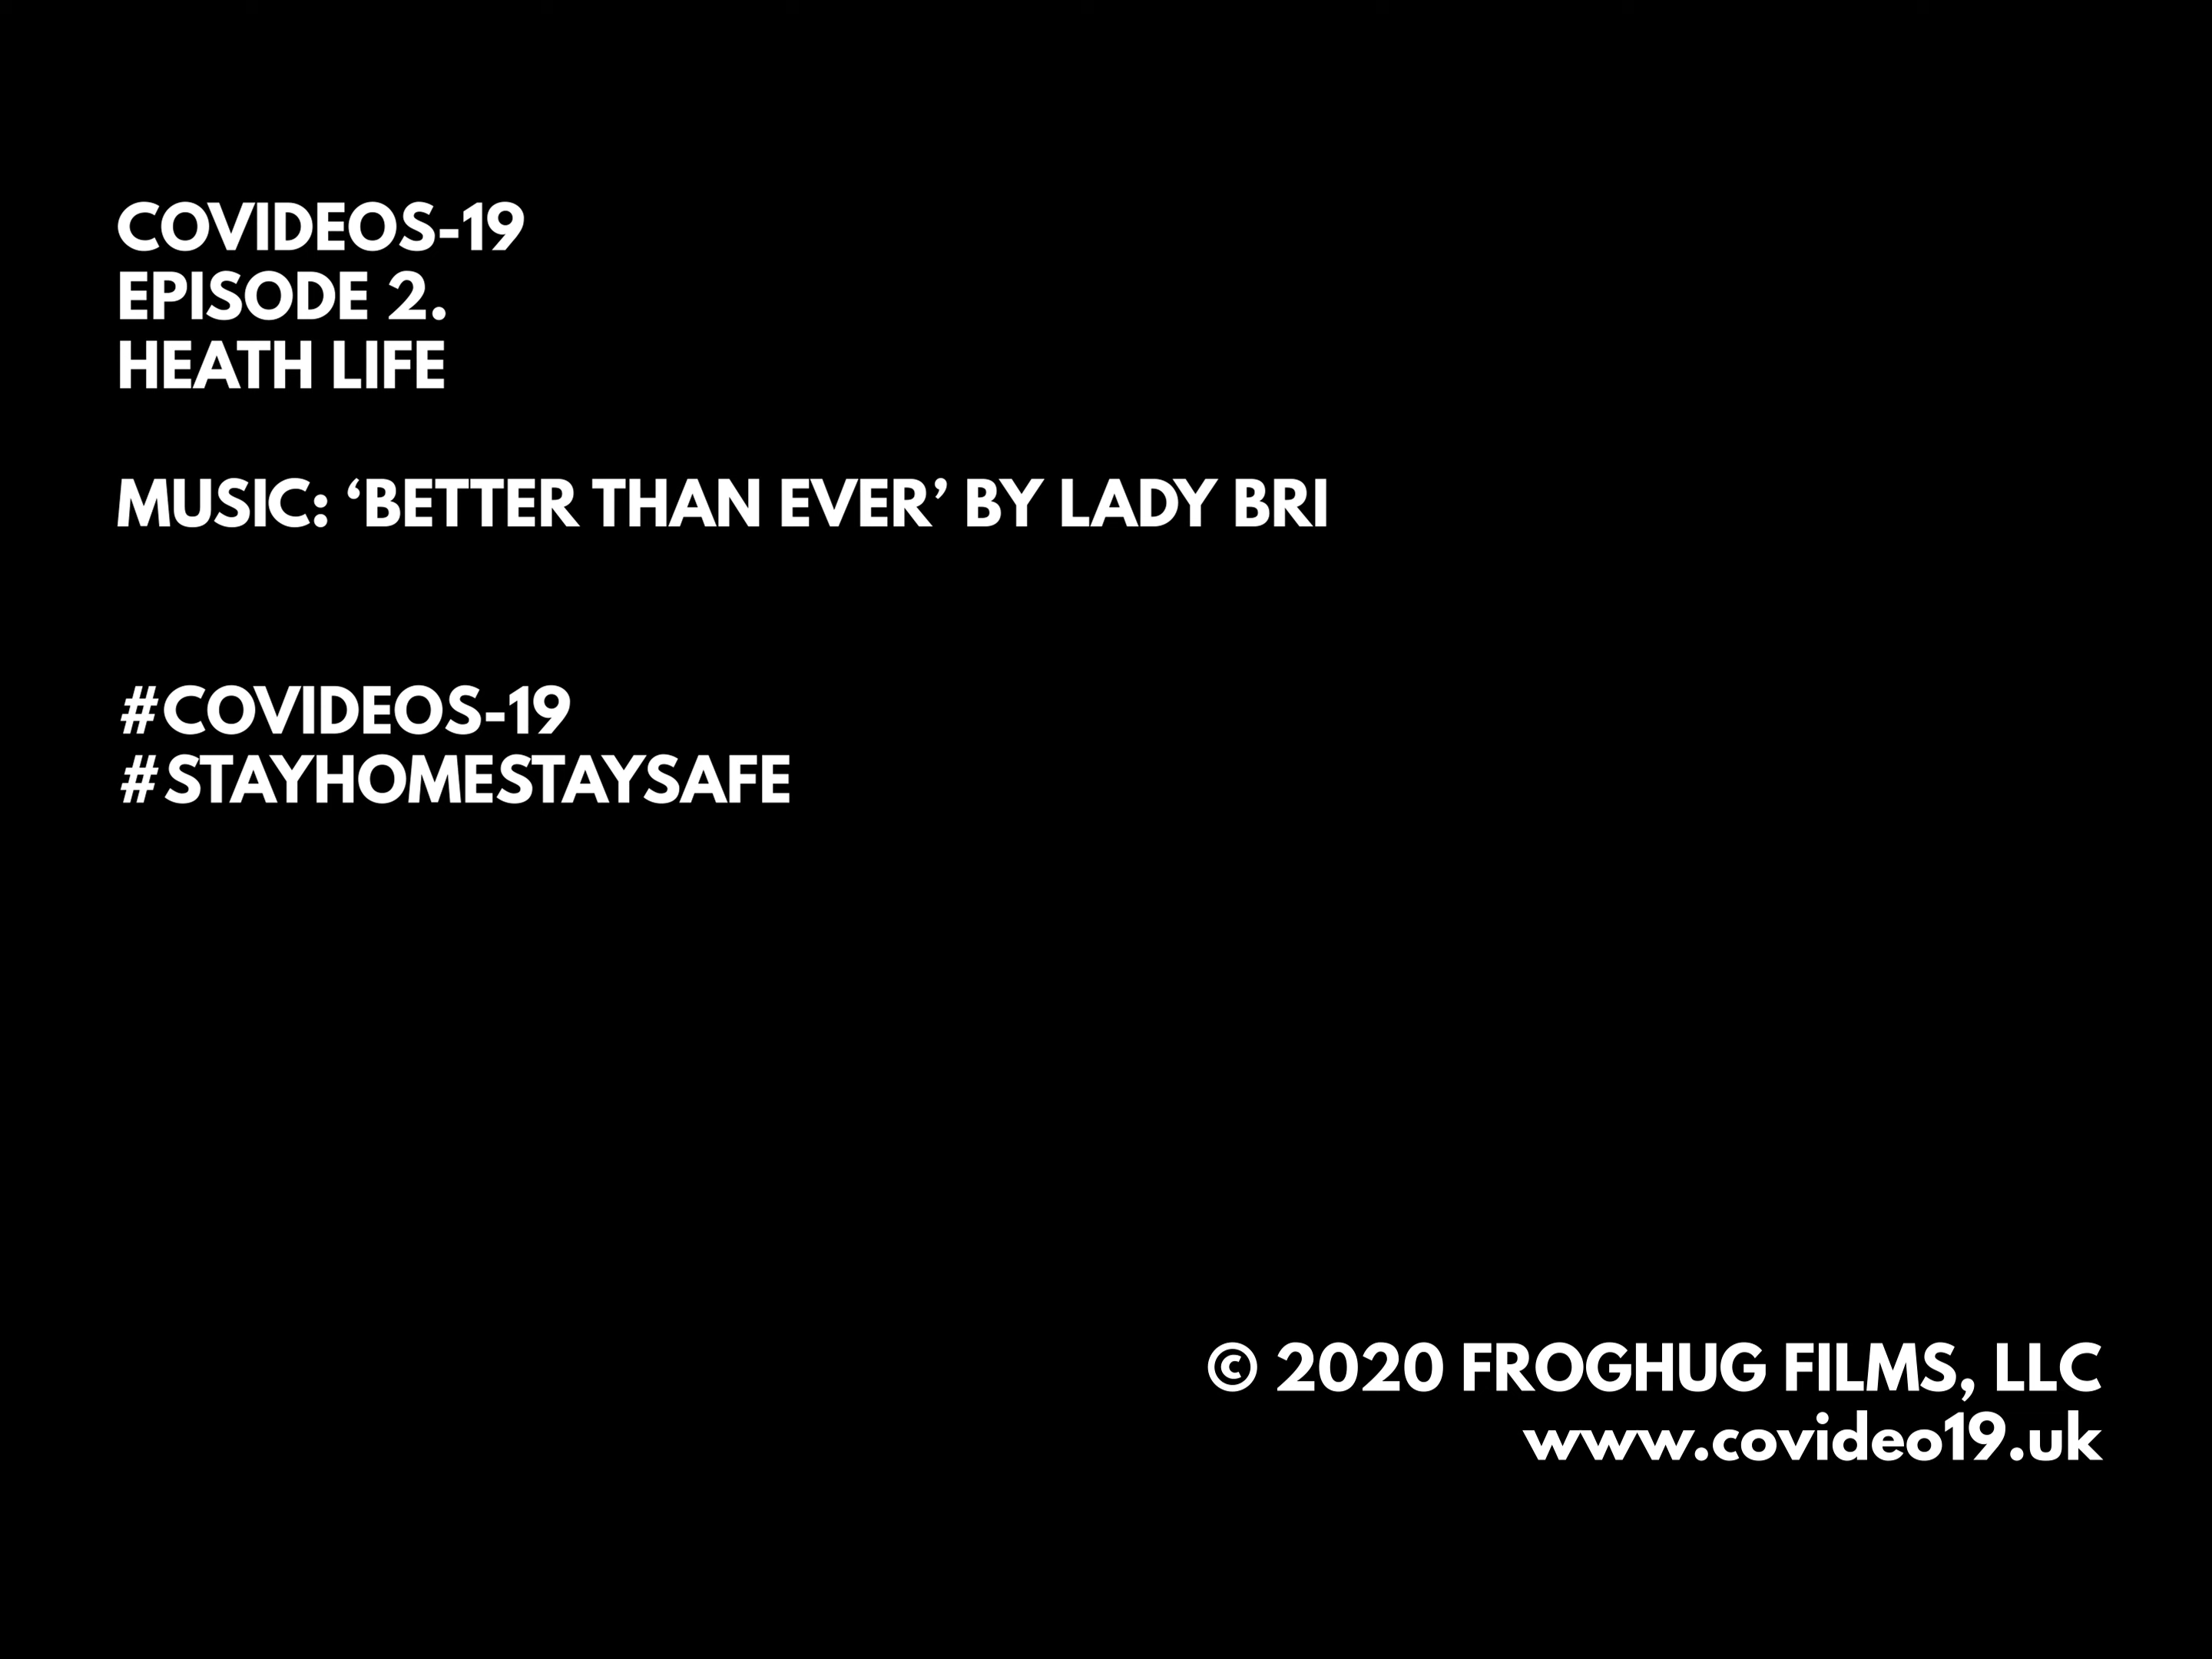 COVIDEOS-19
EPISODE 2.
HEATH LIFE
MUSIC: ‘BETTER THAN EVER’ BY LADY BRI
#COVIDEOS-19
#STAYHOMESTAYSAFE
© 2020 FROGHUG FILMS, LLC
www.covideo19.uk